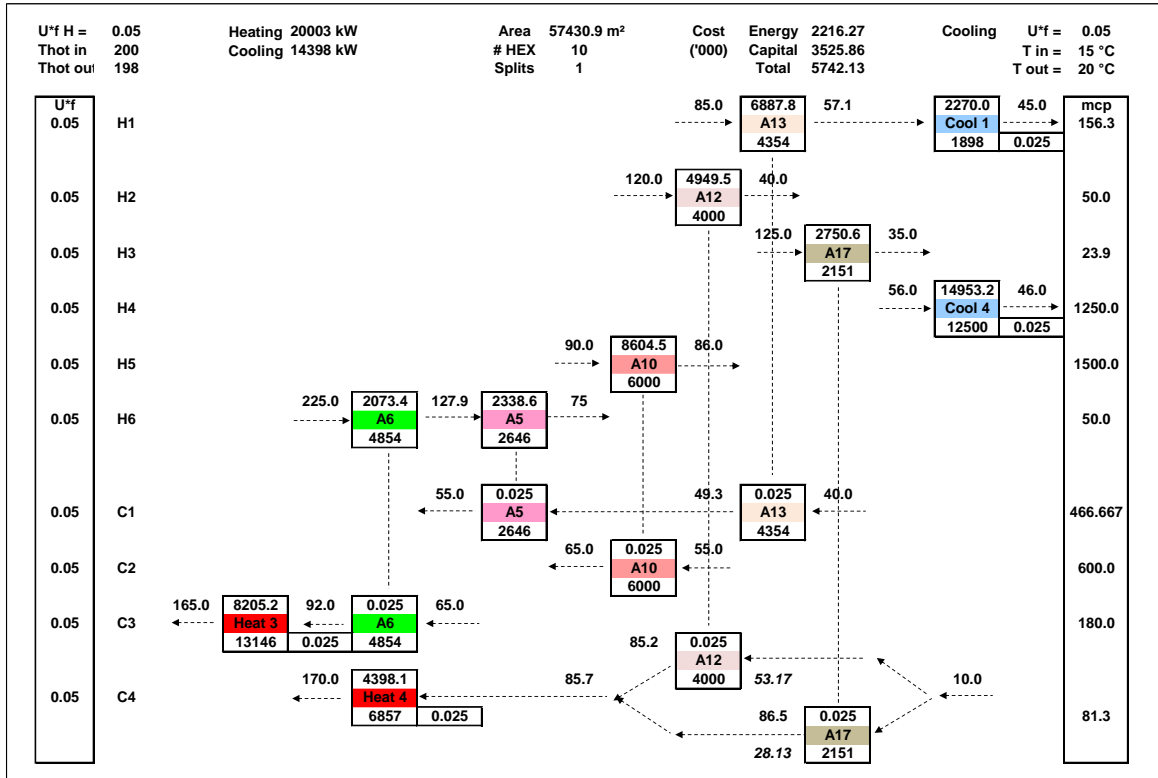 U*f H = 0.05 Heating 20003 kW Area 57430.9 m² Cost Energy 2216.27 Cooling U*f = 0.05
Thot in 200 Cooling 14398 kW # HEX 10 ('000) Capital 3525.86 T in = 15 °C
Thot out 198 Splits 1 Total 5742.13 T out = 20 °C
U*f 85.0 6887.8 57.1 2270.0 45.0 mcp
0.05 H1 A13 Cool 1 156.3
4354 1898 0.025
120.0 4949.5 40.0
0.05 H2 A12 50.0
4000
125.0 2750.6 35.0
0.05 H3 A17 23.9
2151
56.0 14953.2 46.0
0.05 H4 Cool 4 1250.0
12500 0.025
90.0 8604.5 86.0
0.05 H5 A10 1500.0
6000
225.0 2073.4 127.9 2338.6 75
0.05 H6 A6 A5 50.0
4854 2646
55.0 0.025 49.3 0.025 40.0
0.05 C1 A5 A13 466.667
2646 4354
65.0 0.025 55.0
0.05 C2 A10 600.0
6000
165.0 8205.2 92.0 0.025 65.0
0.05 C3 Heat 3 A6 180.0
13146 0.025 4854
85.2 0.025
A12
170.0 4398.1 85.7 4000 53.17 10.0
0.05 C4 Heat 4
6857 0.025 86.5 0.025 81.3
A17
28.13 2151